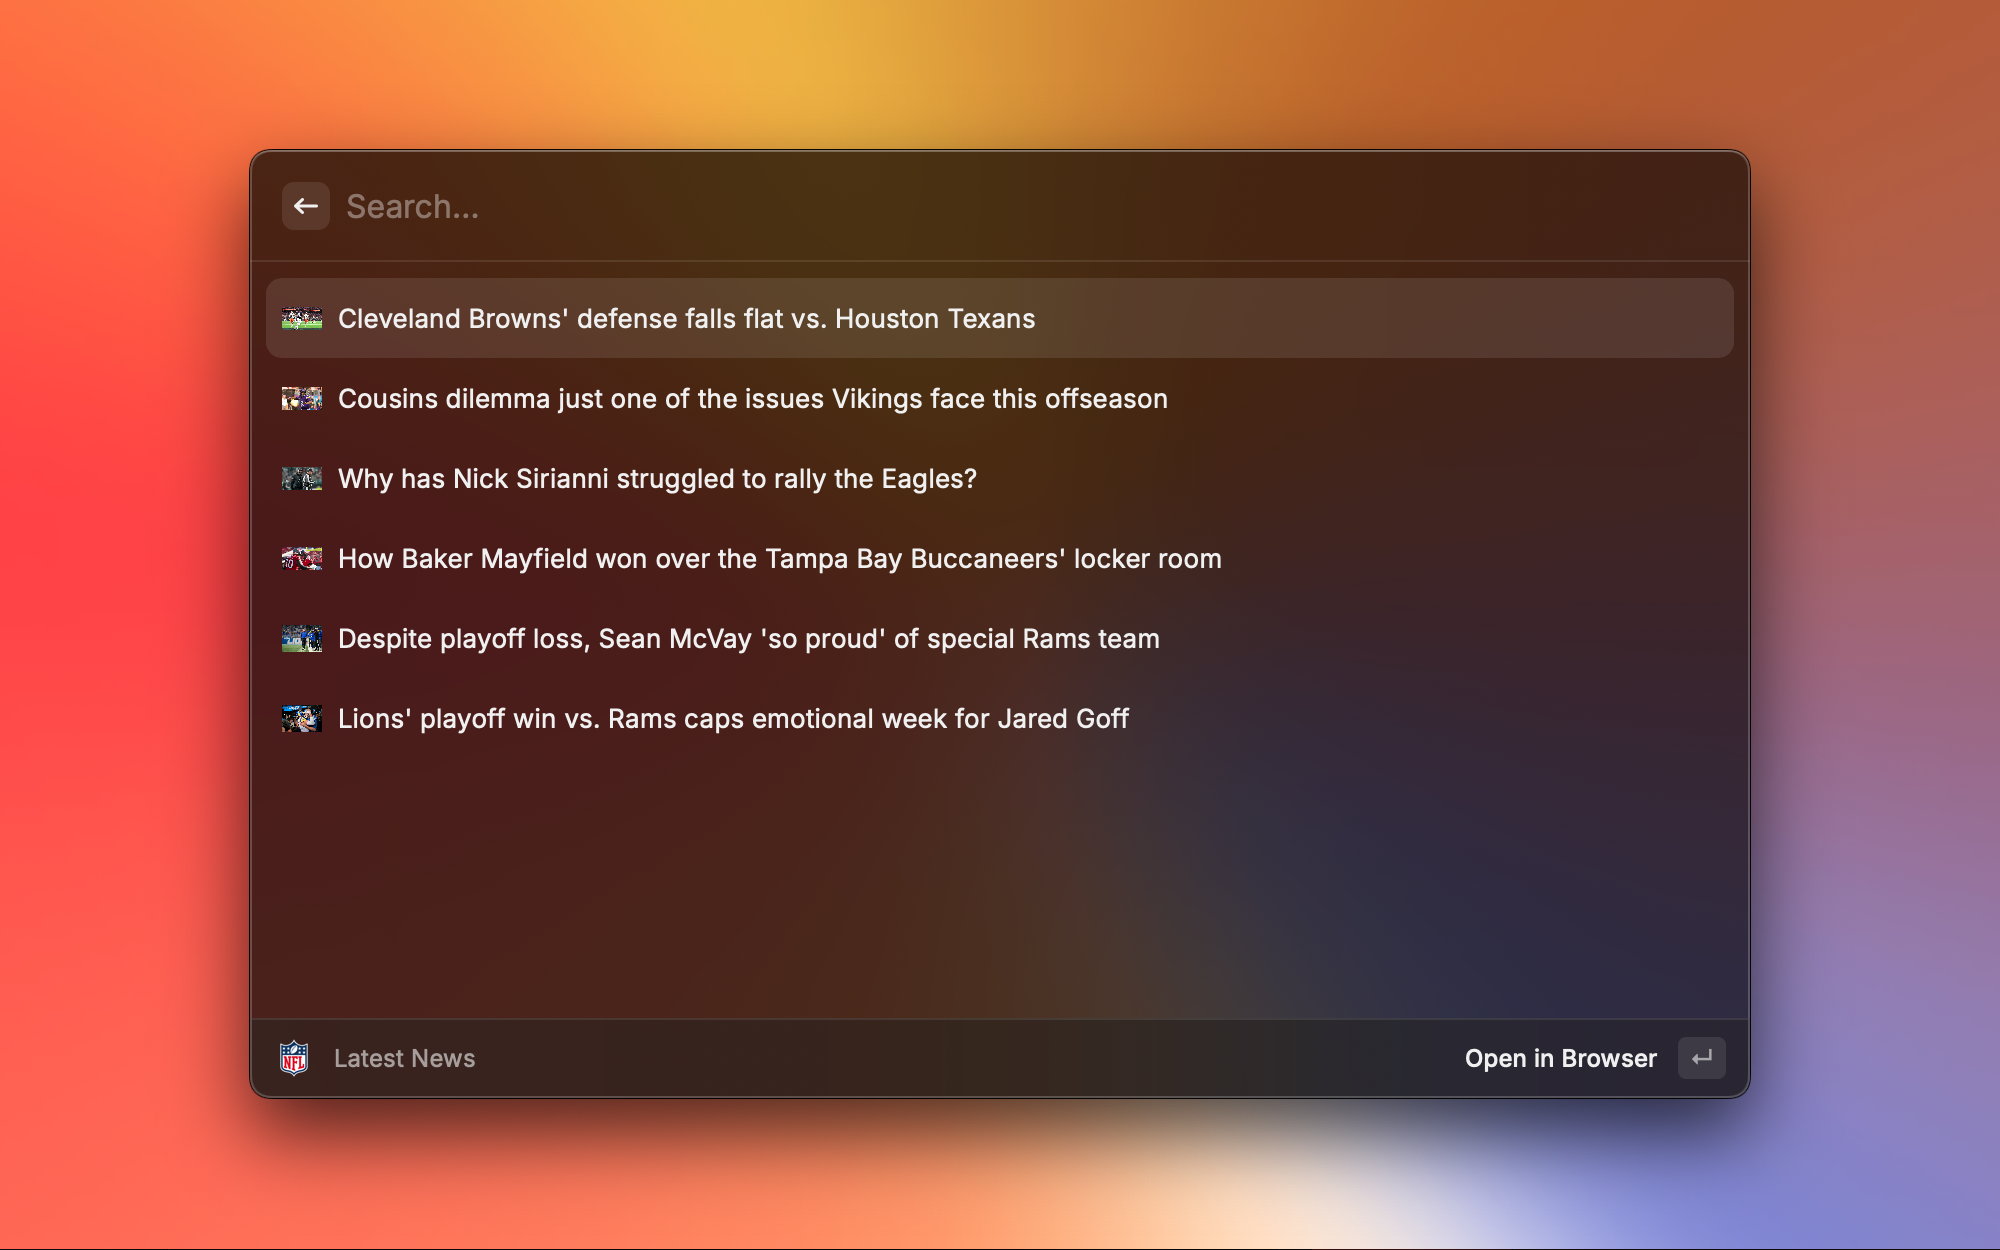 Search...
Cleveland Browns' defense falls flat vs. Houston Texans
Cousins dilemma just one of the issues Vikings face this offseason
Why has Nick Sirianni struggled to rally the Eagles?
How Baker Mayfield won over the Tampa Bay Buccaneers' locker room
Despite playoff loss, Sean McVay 'so proud' of special Rams team
Lions' playoff win vs. Rams caps emotional week for Jared Goff
NFL Latest News Open in Browser